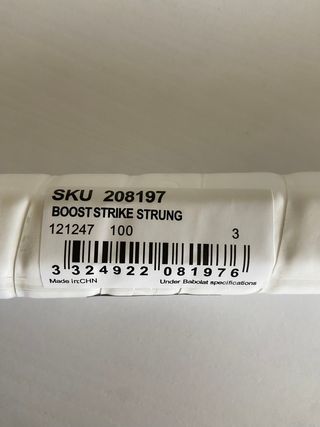 SKU 208197
BOOST STRIKE STRUNG
121247 100 3
3 324922 081976
Made in:CHN Under Babolat specifications